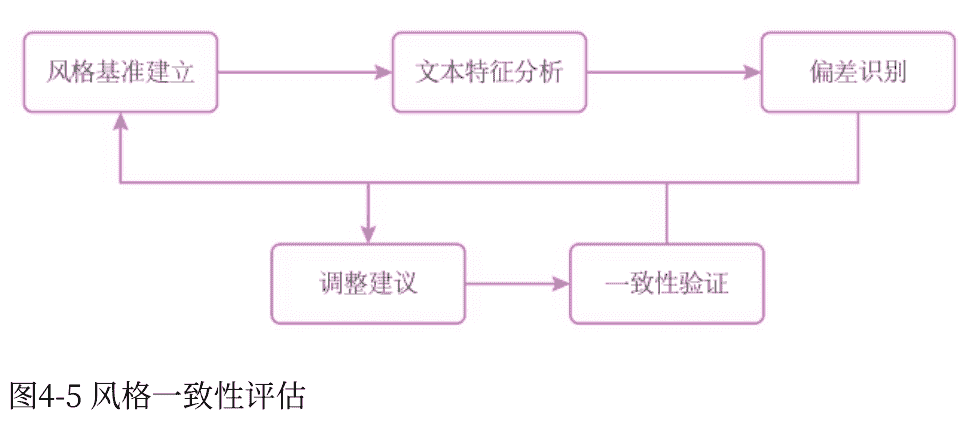 风格基准建立
文本特征分析
偏差识别
调整建议
一致性验证
图4-5 风格一致性评估